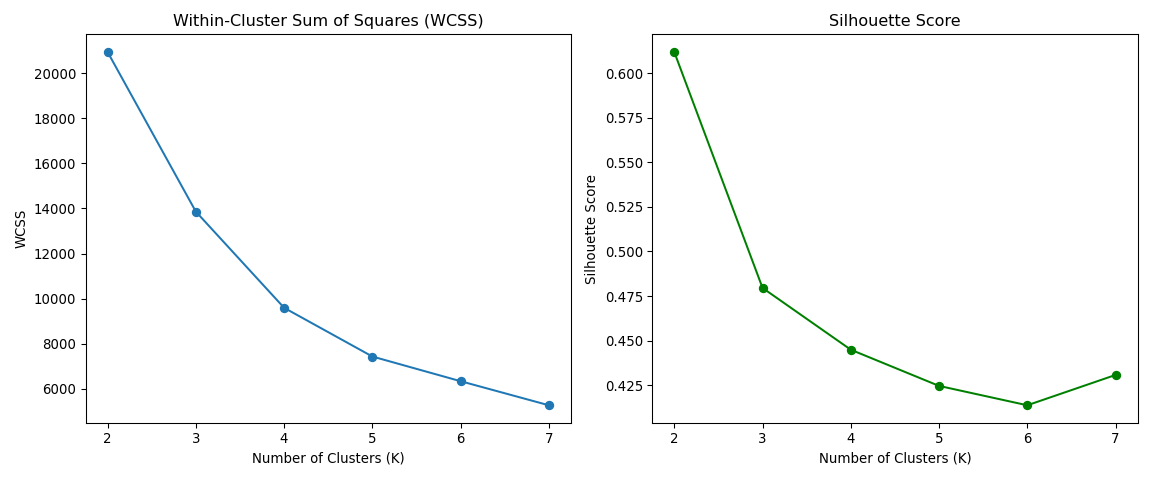 Within-Cluster Sum of Squares (WCSS)
20000
18000
16000
14000
12000
10000
8000
6000
WCSS
2 3 4 5 6 7
Number of Clusters (K)
Silhouette Score
0.600
0.575
0.550
0.525
0.500
0.475
0.450
0.425
Silhouette Score
2 3 4 5 6 7
Number of Clusters (K)